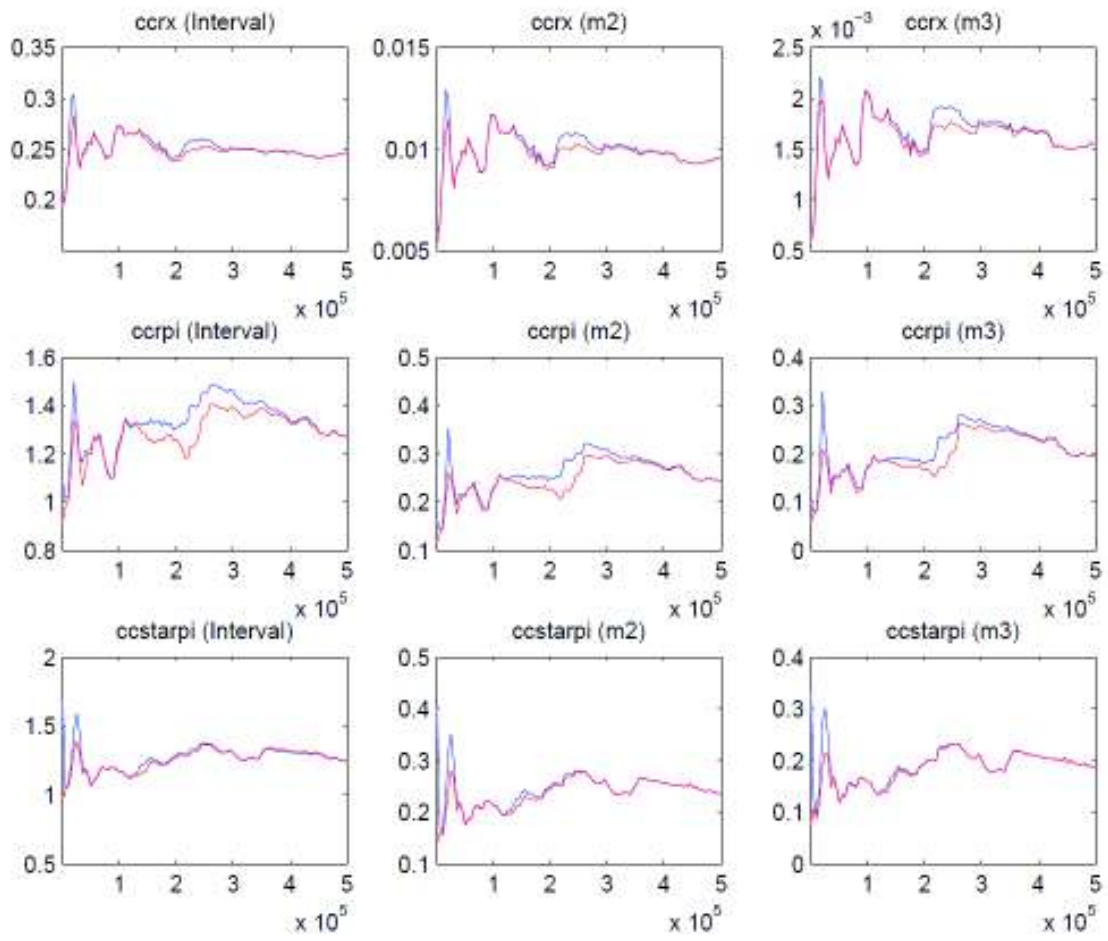 ccrx (Interval)
0.35
0.3
0.25
0.2
1 2 3 4 5
x 10^5
ccrx (m2)
0.015
0.01
0.005
1 2 3 4 5
x 10^5
ccrx (m3)
x 10^-3
2.5
2
1.5
1
0.5
1 2 3 4 5
x 10^5
ccrpi (Interval)
1.6
1.4
1.2
1
0.8
1 2 3 4 5
x 10^5
ccrpi (m2)
0.5
0.4
0.3
0.2
0.1
1 2 3 4 5
x 10^5
ccrpi (m3)
0.4
0.3
0.2
0.1
0
1 2 3 4 5
x 10^5
ccstarpi (Interval)
2
1.5
1
0.5
1 2 3 4 5
x 10^5
ccstarpi (m2)
0.5
0.4
0.3
0.2
0.1
1 2 3 4 5
x 10^5
ccstarpi (m3)
0.4
0.3
0.2
0.1
0
1 2 3 4 5
x 10^5